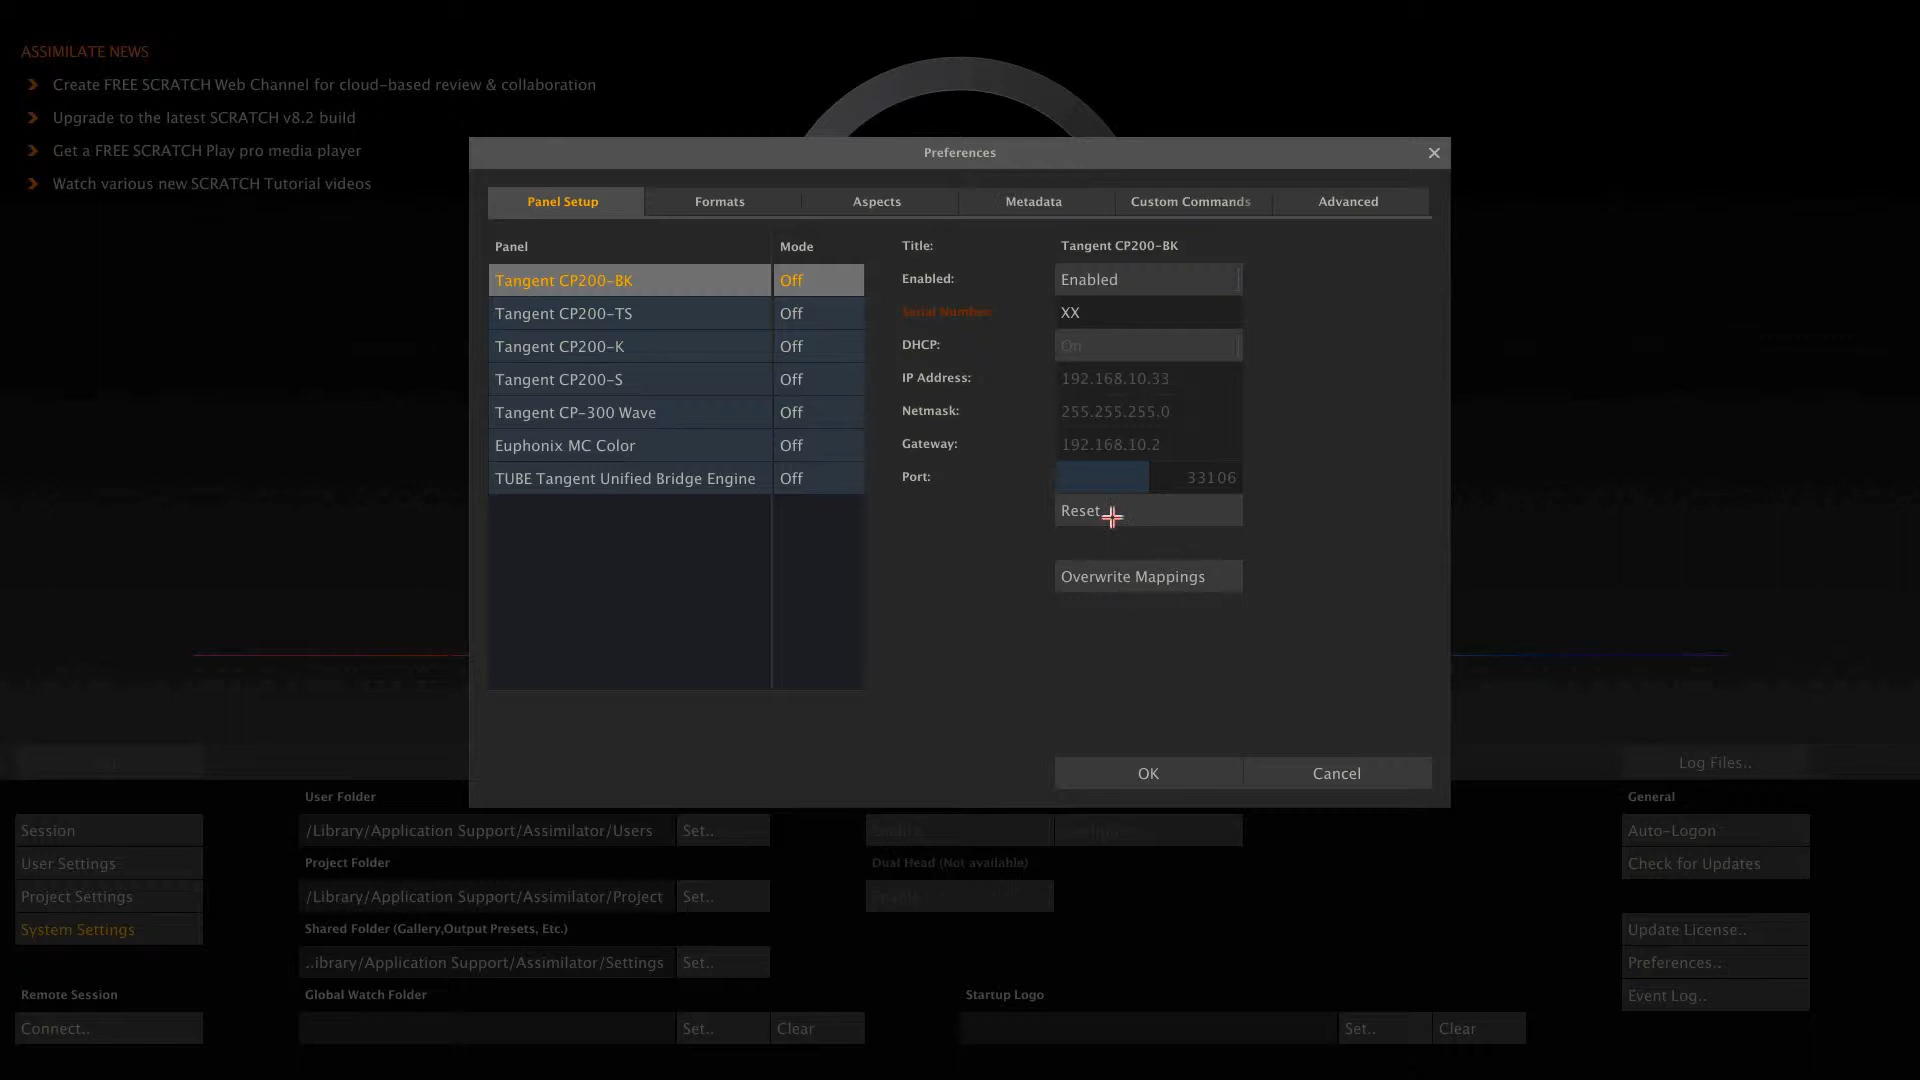 ASSIMILATE NEWS
Create FREE SCRATCH Web Channel for cloud-based review & collaboration
Upgrade to the latest SCRATCH v8.2 build
Get a FREE SCRATCH Play pro media player
Watch various new SCRATCH Tutorial videos
Preferences
Panel Setup Formats Aspects Metadata Custom Commands Advanced
Panel Mode
Tangent CP200-BK Off
Tangent CP200-TS Off
Tangent CP200-K Off
Tangent CP200-S Off
Tangent CP-300 Wave Off
Euphonix MC Color Off
TUBE Tangent Unified Bridge Engine Off
Title: Tangent CP200-BK
Enabled: Enabled
Serial Number: XX
DHCP: On
IP Address: 192.168.10.33
Netmask: 255.255.255.0
Gateway: 192.168.10.2
Port: 33106
Reset
Overwrite Mappings
OK Cancel
Log Files..
Session
User Settings
Project Settings
System Settings
Remote Session
Connect..
User Folder
/Library/Application Support/Assimilator/Users Set..
Project Folder
/Library/Application Support/Assimilator/Project Set..
Shared Folder (Gallery,Output Presets, Etc.)
..ibrary/Application Support/Assimilator/Settings Set..
Global Watch Folder
Set.. Clear
Dual Head (Not available)
Enable
Startup Logo
Set.. Clear
General
Auto-Logon
Check for Updates
Update License..
Preferences..
Event Log..